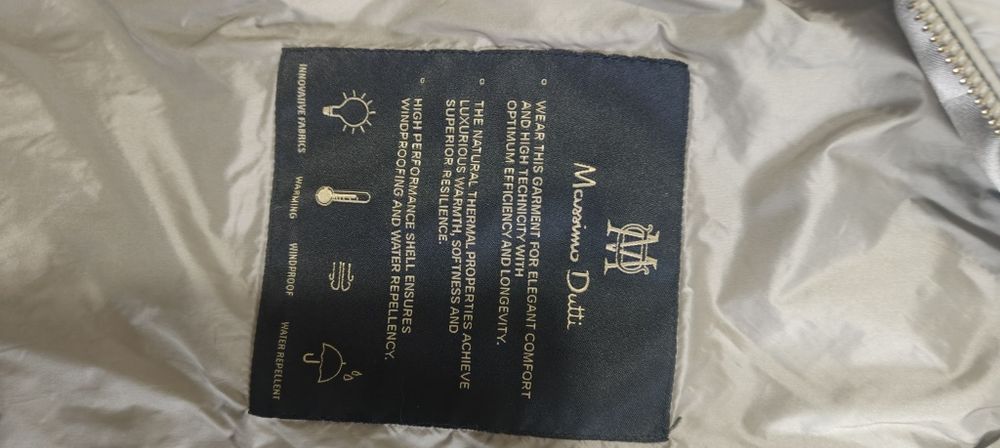 MD
Massimo Dutti
° WEAR THIS GARMENT FOR ELEGANT COMFORT
AND HIGH TECHNICITY WITH
OPTIMUM EFFICIENCY AND LONGEVITY.
° THE NATURAL THERMAL PROPERTIES ACHIEVE
LUXURIOUS WARMTH, SOFTNESS AND
SUPERIOR RESILIENCE.
° HIGH PERFORMANCE SHELL ENSURES
WINDPROOFING AND WATER REPELLENCY.
INNOVATIVE FABRICS
WARMING
WINDPROOF
WATER REPELLENT